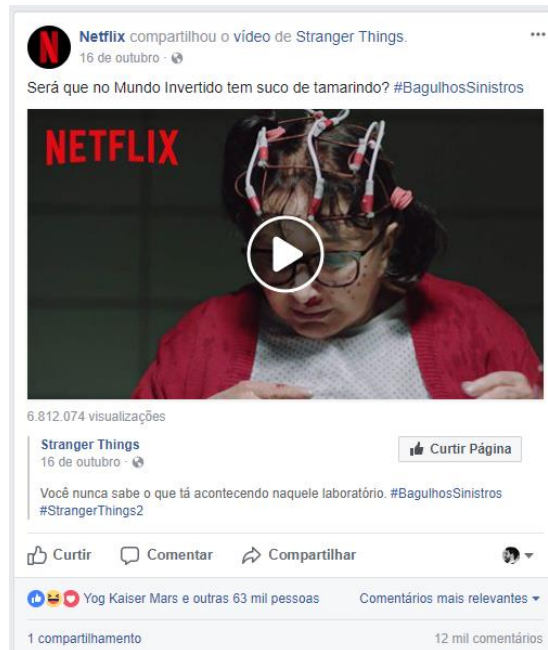 Netflix compartilhou o vídeo de Stranger Things.
16 de outubro ·
Será que no Mundo Invertido tem suco de tamarindo? #BagulhosSinistros
NETFLIX
6.812.074 visualizações
Stranger Things
16 de outubro ·
Curtir Página
Você nunca sabe o que tá acontecendo naquele laboratório. #BagulhosSinistros
#StrangerThings2
Curtir Comentar Compartilhar
Yog Kaiser Mars e outras 63 mil pessoas Comentários mais relevantes
1 compartilhamento 12 mil comentários